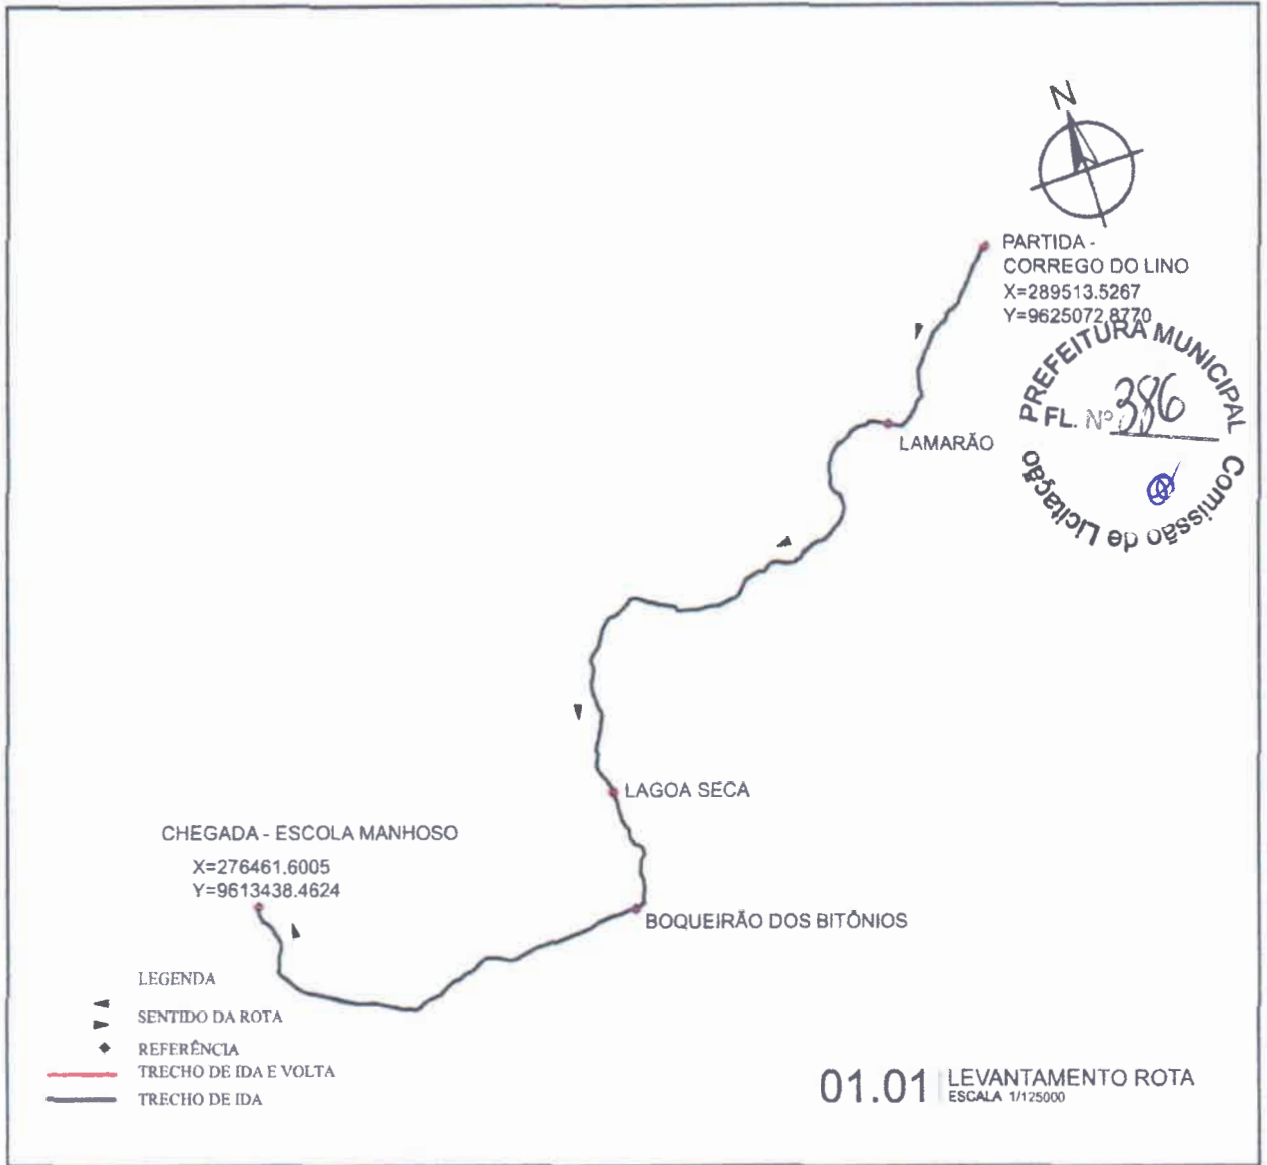 N
PARTIDA -
CORREGO DO LINO
X=289513.5267
Y=9625072.8770
PREFEITURA MUNICIPAL
FL. Nº 386
Comissão de Licitação
LAMARÃO
LAGOA SECA
CHEGADA - ESCOLA MANHOSO
X=276461.6005
Y=9613438.4624
BOQUEIRÃO DOS BITÔNIOS
LEGENDA
SENTIDO DA ROTA
REFERÊNCIA
TRECHO DE IDA E VOLTA
TRECHO DE IDA
01.01 LEVANTAMENTO ROTA
ESCALA 1/125000